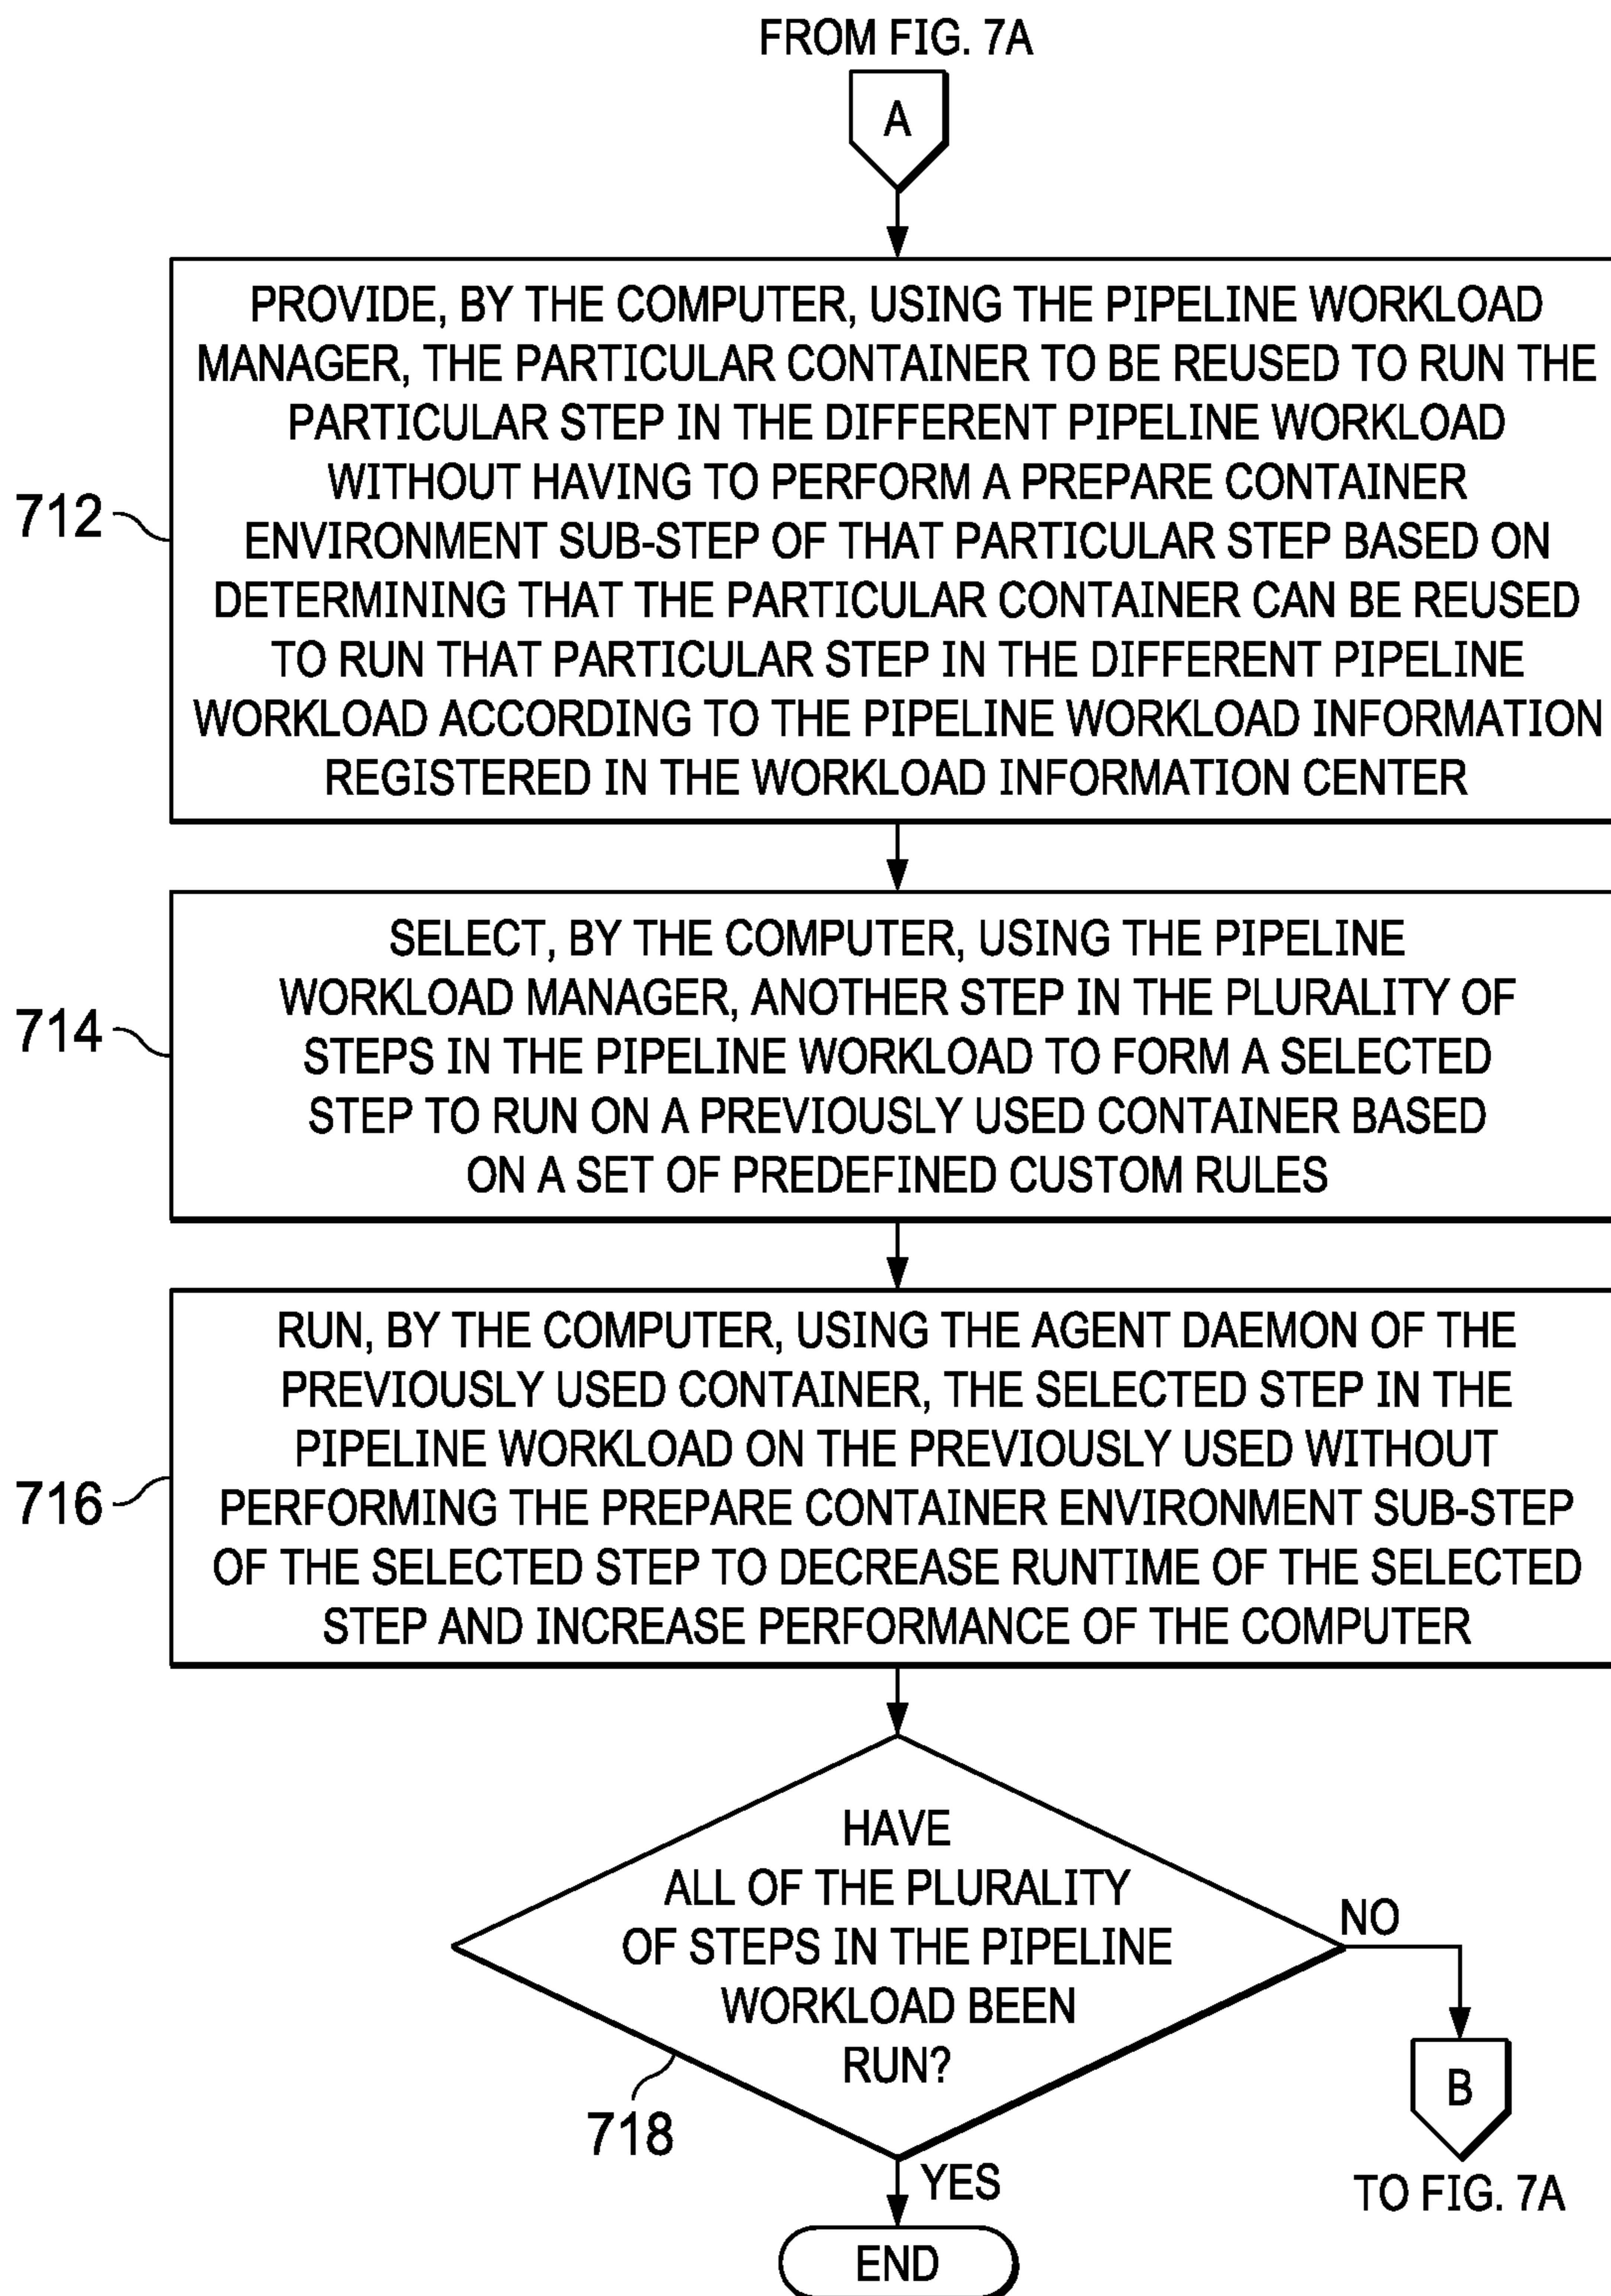 FROM FIG. 7A
A
PROVIDE, BY THE COMPUTER, USING THE PIPELINE WORKLOAD
MANAGER, THE PARTICULAR CONTAINER TO BE REUSED TO RUN THE
PARTICULAR STEP IN THE DIFFERENT PIPELINE WORKLOAD
WITHOUT HAVING TO PERFORM A PREPARE CONTAINER
ENVIRONMENT SUB-STEP OF THAT PARTICULAR STEP BASED ON
DETERMINING THAT THE PARTICULAR CONTAINER CAN BE REUSED
TO RUN THAT PARTICULAR STEP IN THE DIFFERENT PIPELINE
WORKLOAD ACCORDING TO THE PIPELINE WORKLOAD INFORMATION
REGISTERED IN THE WORKLOAD INFORMATION CENTER
712
SELECT, BY THE COMPUTER, USING THE PIPELINE
WORKLOAD MANAGER, ANOTHER STEP IN THE PLURALITY OF
STEPS IN THE PIPELINE WORKLOAD TO FORM A SELECTED
STEP TO RUN ON A PREVIOUSLY USED CONTAINER BASED
ON A SET OF PREDEFINED CUSTOM RULES
714
RUN, BY THE COMPUTER, USING THE AGENT DAEMON OF THE
PREVIOUSLY USED CONTAINER, THE SELECTED STEP IN THE
PIPELINE WORKLOAD ON THE PREVIOUSLY USED WITHOUT
PERFORMING THE PREPARE CONTAINER ENVIRONMENT SUB-STEP
OF THE SELECTED STEP TO DECREASE RUNTIME OF THE SELECTED
STEP AND INCREASE PERFORMANCE OF THE COMPUTER
716
HAVE
ALL OF THE PLURALITY
OF STEPS IN THE PIPELINE
WORKLOAD BEEN
RUN?
718
NO
B
TO FIG. 7A
YES
END